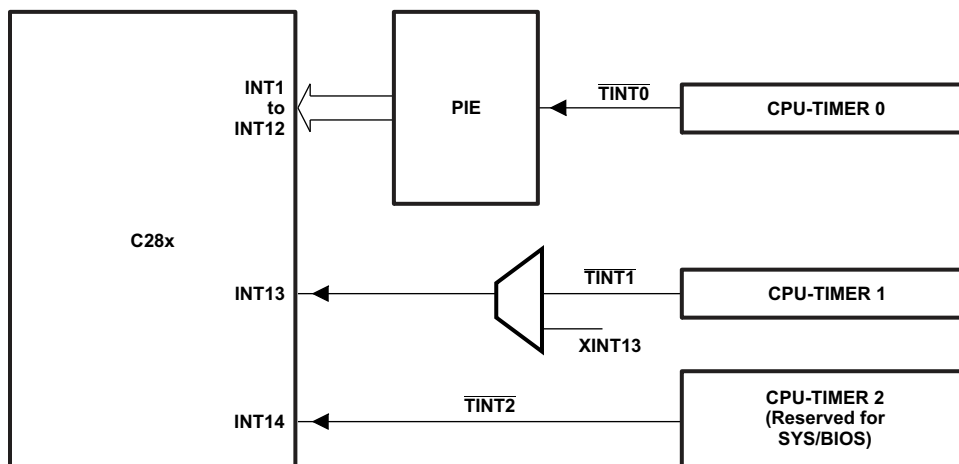 INT1
to
INT12
PIE
TINT0
CPU-TIMER 0
C28x
INT13
TINT1
CPU-TIMER 1
XINT13
INT14
TINT2
CPU-TIMER 2
(Reserved for
SYS/BIOS)